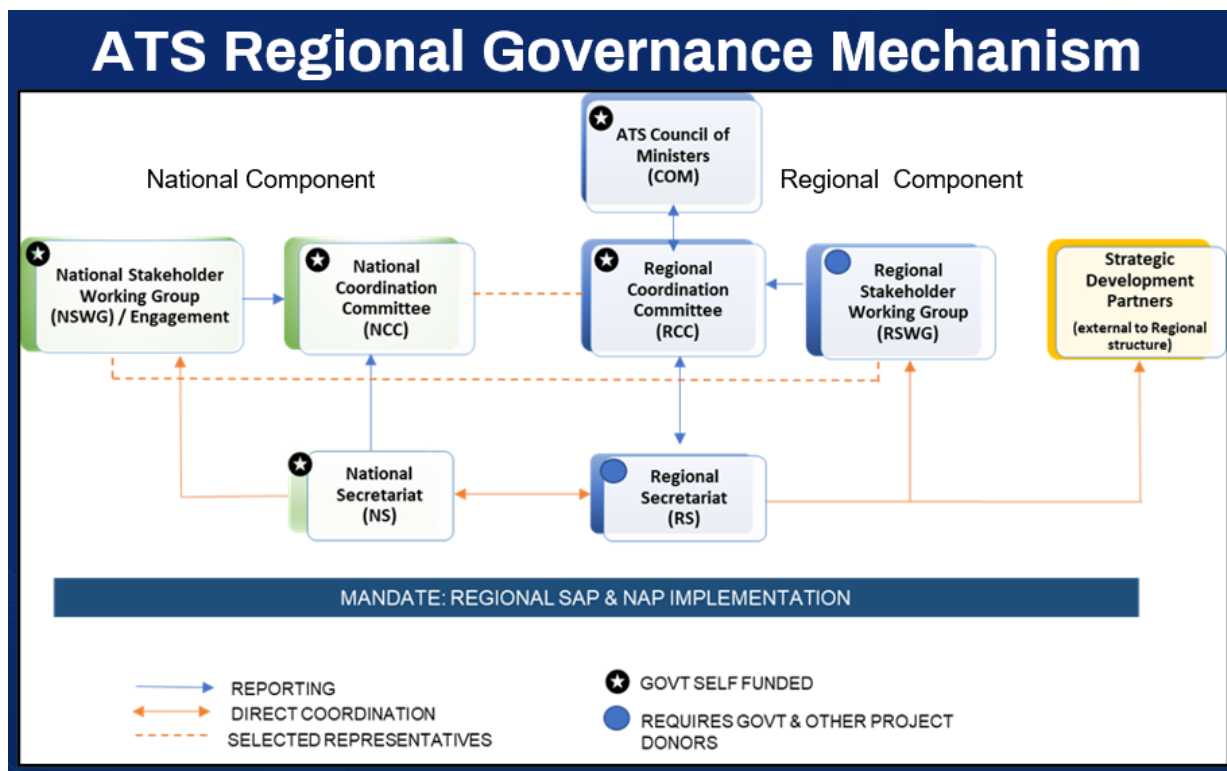 ATS Regional Governance Mechanism
National Component
Regional Component
ATS Council of
Ministers
(COM)
National Stakeholder
Working Group
(NSWG) / Engagement
National
Coordination
Committee
(NCC)
Regional
Coordination
Committee
(RCC)
Regional
Stakeholder
Working Group
(RSWG)
Strategic
Development
Partners
(external to Regional
structure)
National
Secretariat
(NS)
Regional
Secretariat
(RS)
MANDATE: REGIONAL SAP & NAP IMPLEMENTATION
REPORTING
DIRECT COORDINATION
SELECTED REPRESENTATIVES
GOVT SELF FUNDED
REQUIRES GOVT & OTHER PROJECT
DONORS